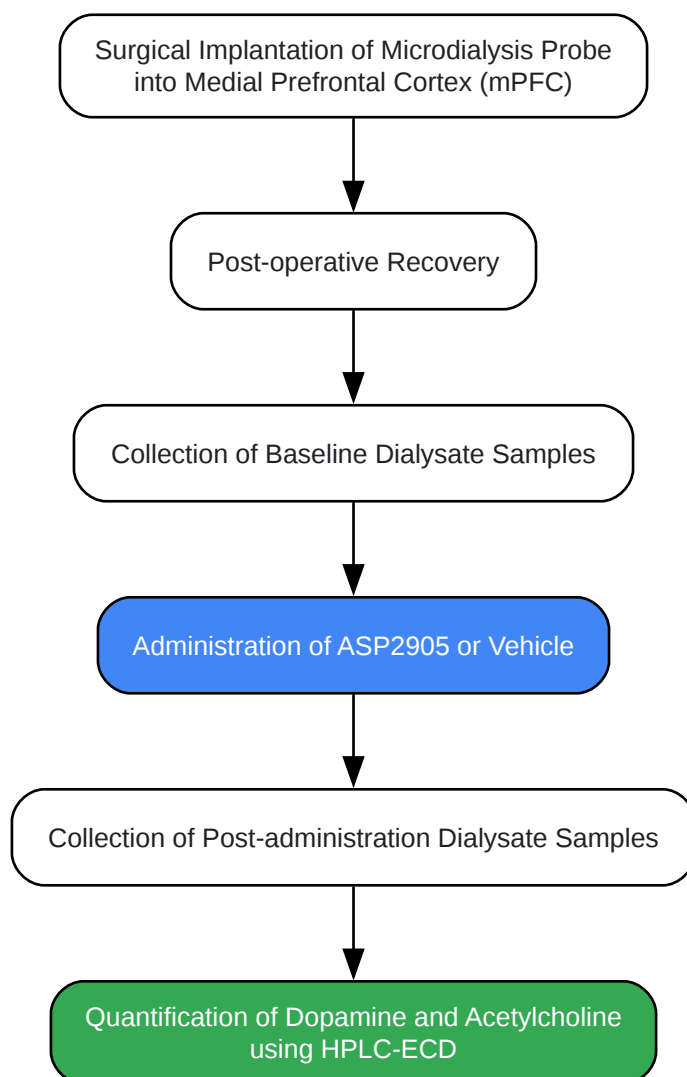 Surgical Implantation of Microdialysis Probe
into Medial Prefrontal Cortex (mPFC)
Post-operative Recovery
Collection of Baseline Dialysate Samples
Administration of ASP2905 or Vehicle
Collection of Post-administration Dialysate Samples
Quantification of Dopamine and Acetylcholine
using HPLC-ECD